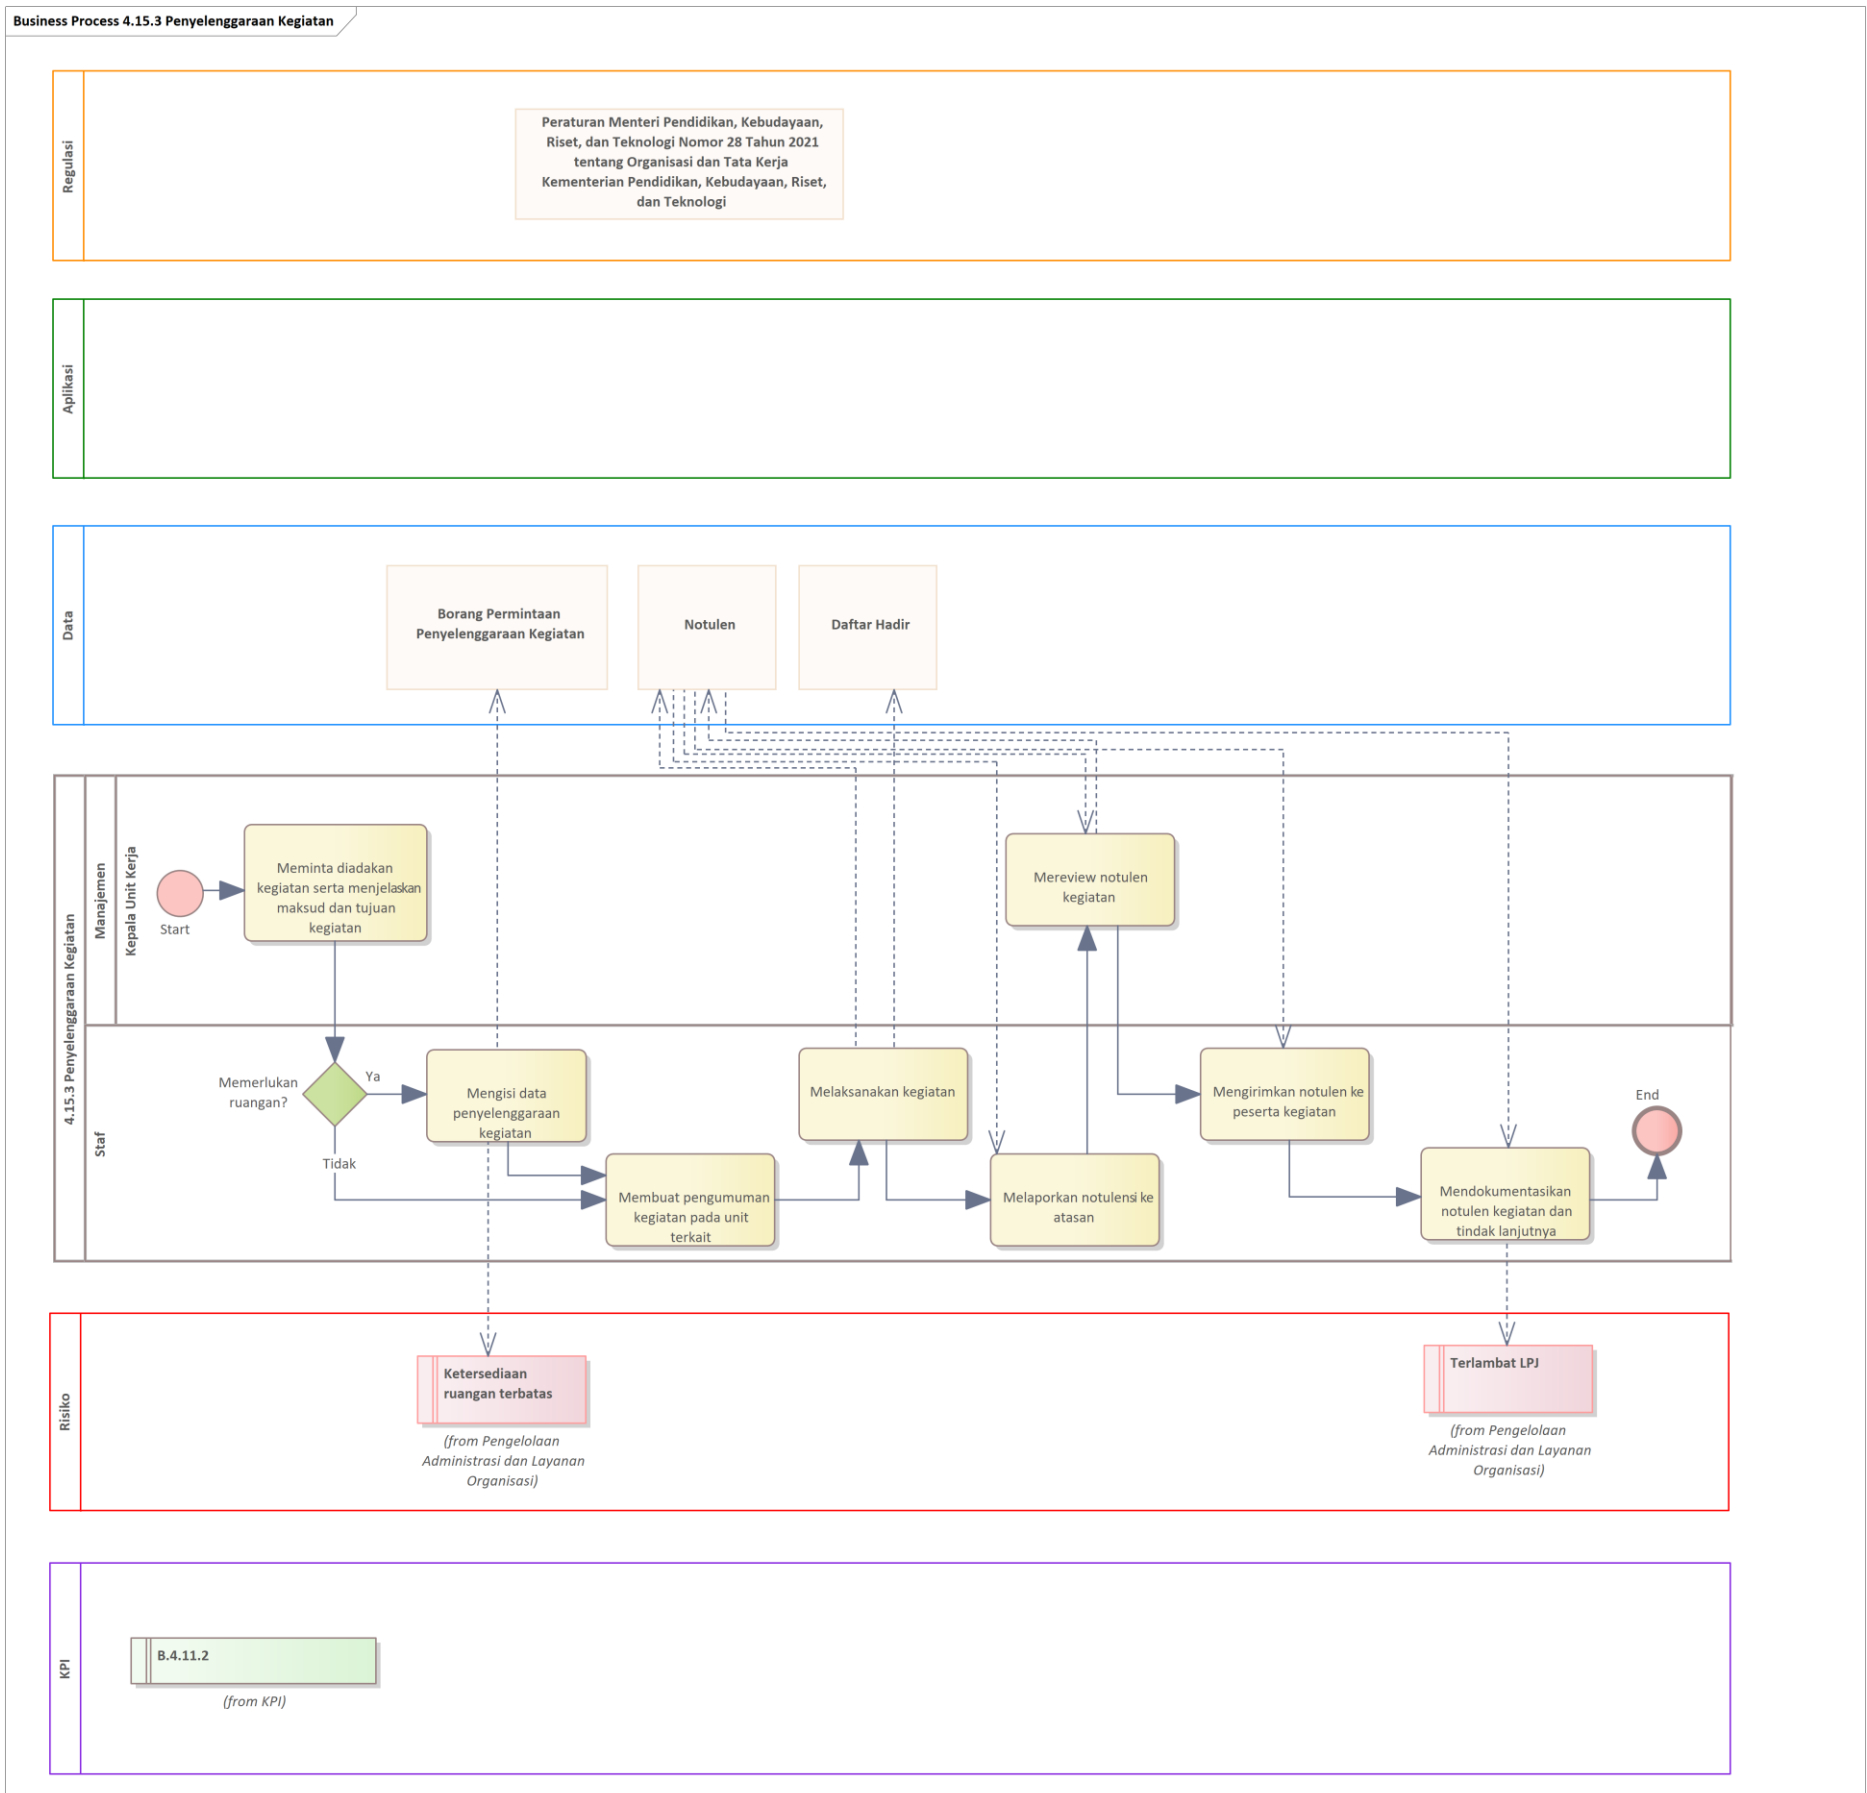 Business Process 4.15.3 Penyelenggaraan Kegiatan
Regulasi
Peraturan Menteri Pendidikan, Kebudayaan,
Riset, dan Teknologi Nomor 28 Tahun 2021
tentang Organisasi dan Tata Kerja
Kementerian Pendidikan, Kebudayaan, Riset,
dan Teknologi
Aplikasi
Data
Borang Permintaan
Penyelenggaraan Kegiatan
Notulen
Daftar Hadir
4.15.3 Penyelenggaraan Kegiatan
Manajemen
Kepala Unit Kerja
Start
Meminta diadakan
kegiatan serta menjelaskan
maksud dan tujuan
kegiatan
Mereview notulen
kegiatan
Staf
Memerlukan
ruangan?
Ya
Tidak
Mengisi data
penyelenggaraan
kegiatan
Membuat pengumuman
kegiatan pada unit
terkait
Melaksanakan kegiatan
Melaporkan notulensi ke
atasan
Mengirimkan notulen ke
peserta kegiatan
Mendokumentasikan
notulen kegiatan dan
tindak lanjutnya
End
Risiko
Ketersediaan
ruangan terbatas
(from Pengelolaan
Administrasi dan Layanan
Organisasi)
Terlambat LPJ
(from Pengelolaan
Administrasi dan Layanan
Organisasi)
KPI
B.4.11.2
(from KPI)